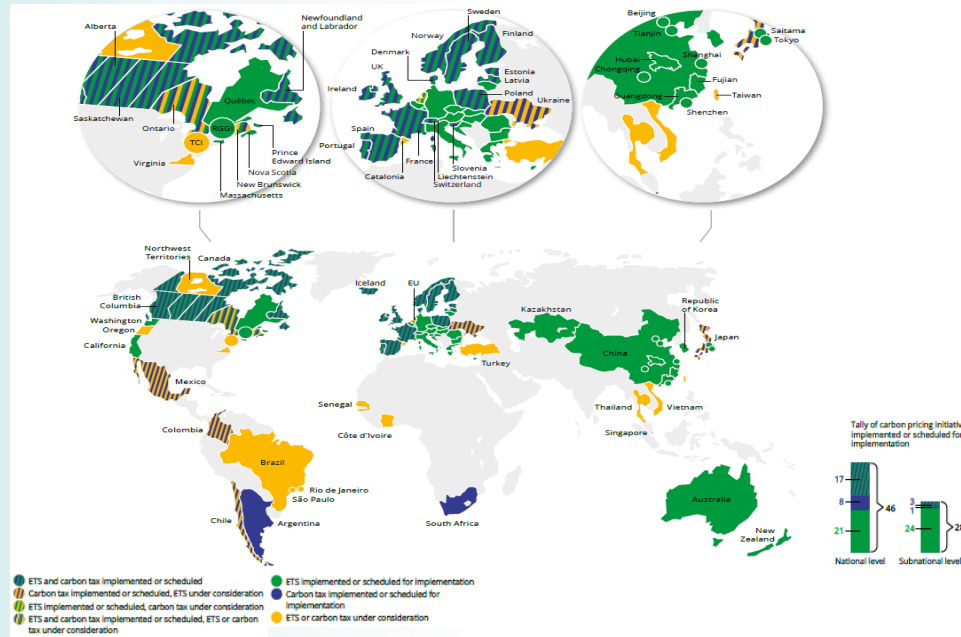 Alberta
Newfoundland
and Labrador
Saskatchewan
Ontario
Québec
RGGI
TCI
Virginia
Prince
Edward Island
Nova Scotia
New Brunswick
Massachusetts
Sweden
Norway
Finland
Denmark
UK
Ireland
Estonia
Latvia
Poland
Ukraine
Spain
Portugal
France
Catalonia
Slovenia
Liechtenstein
Switzerland
Beijing
Tianjin
Saitama
Tokyo
Shanghai
Hubei
Chongqing
Fujian
Guangdong
Taiwan
Shenzhen
Northwest
Territories
Canada
British
Columbia
Washington
Oregon
California
Mexico
Colombia
Brazil
Rio de Janeiro
São Paulo
Chile
Argentina
Iceland
EU
Kazakhstan
Republic
of Korea
Japan
China
Turkey
Senegal
Côte d'Ivoire
Thailand
Vietnam
Singapore
South Africa
Australia
New
Zealand
Tally of carbon pricing initiativ
implemented or scheduled for
implementation
17
8
21
46
3
1
24
28
National level
Subnational level
ETS and carbon tax implemented or scheduled
Carbon tax implemented or scheduled, ETS under consideration
ETS implemented or scheduled, carbon tax under consideration
ETS and carbon tax implemented or scheduled, ETS or carbon
tax under consideration
ETS implemented or scheduled for implementation
Carbon tax implemented or scheduled for
implementation
ETS or carbon tax under consideration